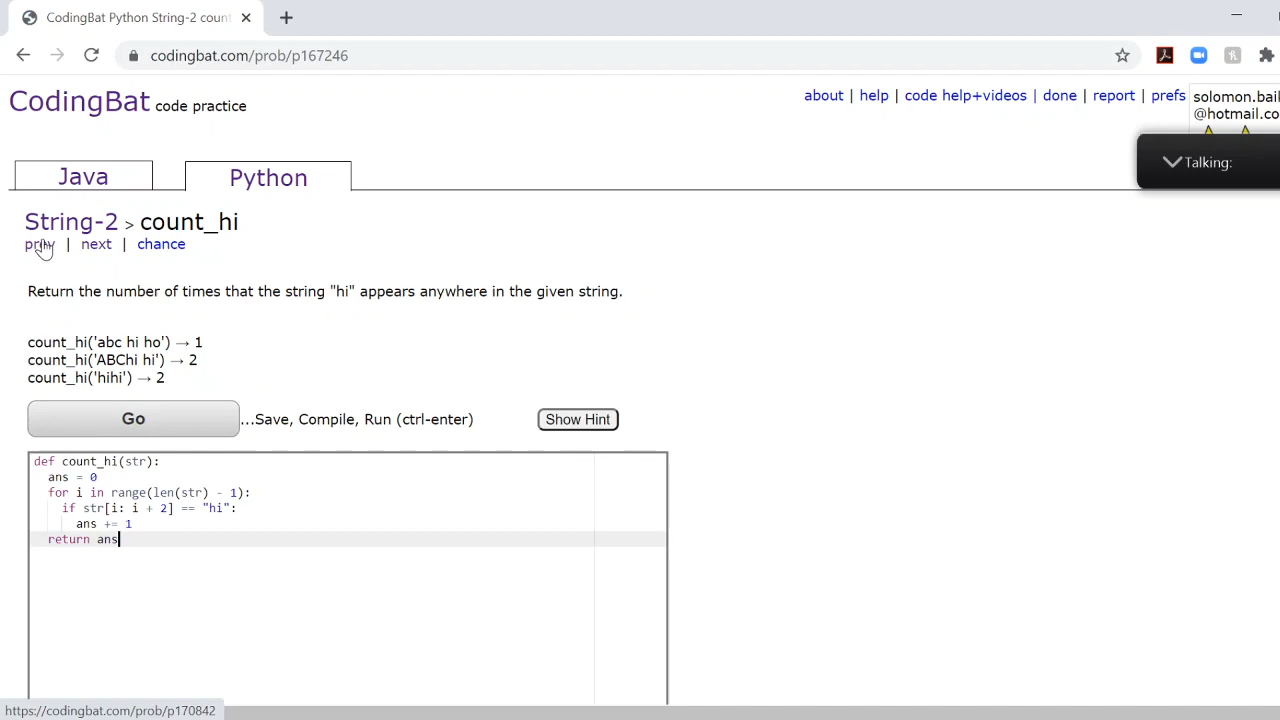 CodingBat Python String-2 count
codingbat.com/prob/p167246
CodingBat code practice
about | help | code help+videos | done | report | prefs
solomon.bail
@hotmail.co
Talking:
Java
Python
String-2 > count_hi
prev | next | chance
Return the number of times that the string "hi" appears anywhere in the given string.
count_hi('abc hi ho') → 1
count_hi('ABChi hi') → 2
count_hi('hihi') → 2
Go
...Save, Compile, Run (ctrl-enter)
Show Hint
def count_hi(str):
ans = 0
for i in range(len(str) - 1):
if str[i: i + 2] == "hi":
ans += 1
return ans
https://codingbat.com/prob/p170842